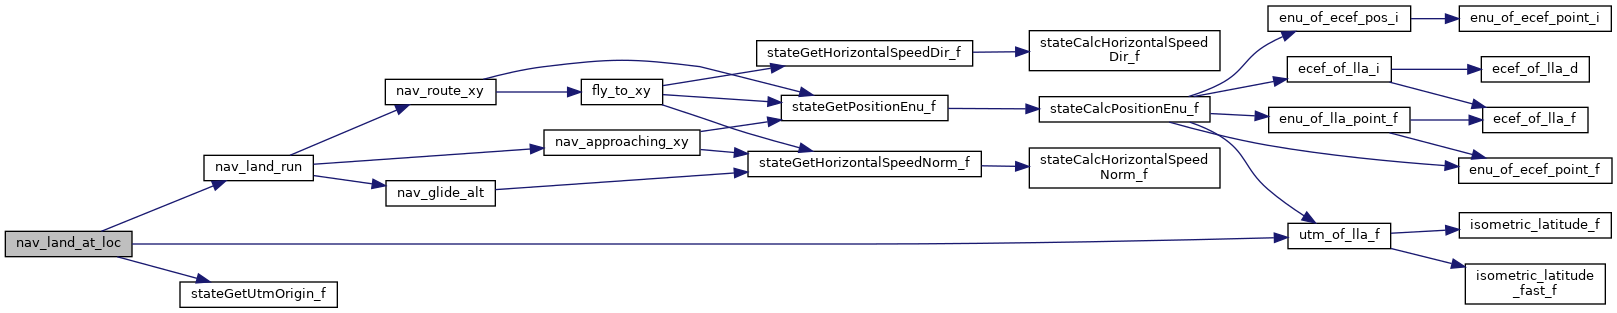 nav_land_at_loc
nav_land_run
stateGetUtmOrigin_f
nav_route_xy
nav_glide_alt
nav_approaching_xy
fly_to_xy
stateGetHorizontalSpeedDir_f
stateGetPositionEnu_f
stateGetHorizontalSpeedNorm_f
stateCalcHorizontalSpeed
Dir_f
stateCalcPositionEnu_f
stateCalcHorizontalSpeed
Norm_f
enu_of_ecef_pos_i
ecef_of_lla_i
enu_of_lla_point_f
utm_of_lla_f
enu_of_ecef_point_i
ecef_of_lla_d
ecef_of_lla_f
enu_of_ecef_point_f
isometric_latitude_f
isometric_latitude
_fast_f